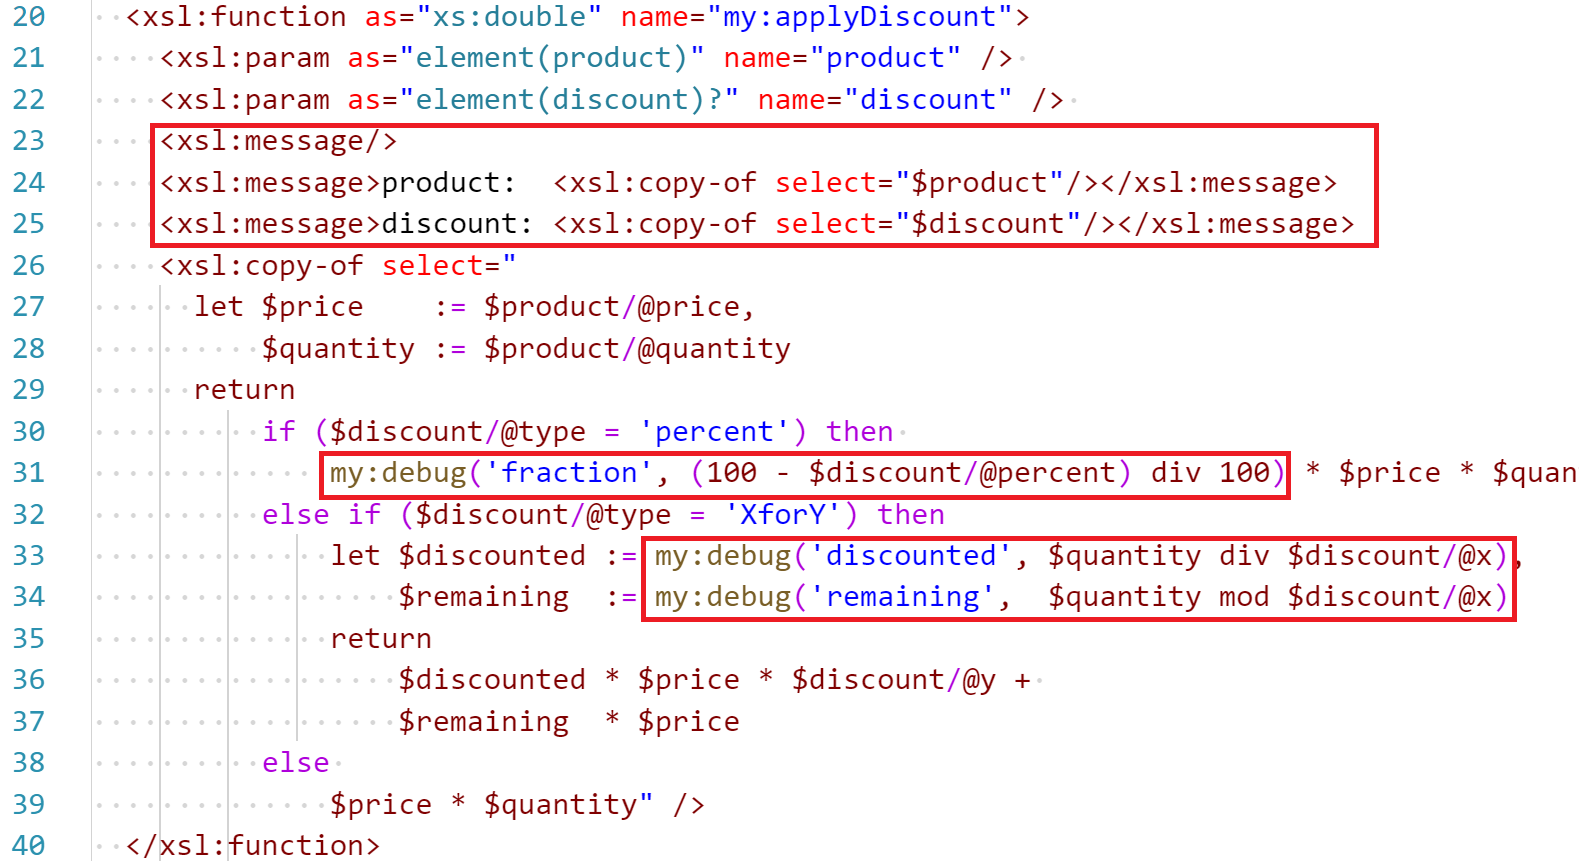 20 <xsl:function as="xs:double" name="my:applyDiscount">
21 <xsl:param as="element(product)" name="product" />
22 <xsl:param as="element(discount)?" name="discount" />
23 <xsl:message/>
24 <xsl:message>product:  <xsl:copy-of select="$product"/></xsl:message>
25 <xsl:message>discount: <xsl:copy-of select="$discount"/></xsl:message>
26 <xsl:copy-of select="
27 let $price    := $product/@price,
28 $quantity := $product/@quantity
29 return
30 if ($discount/@type = 'percent') then
31 my:debug('fraction', (100 - $discount/@percent) div 100) * $price * $quan
32 else if ($discount/@type = 'XforY') then
33 let $discounted := my:debug('discounted', $quantity div $discount/@x),
34 $remaining  := my:debug('remaining',  $quantity mod $discount/@x)
35 return
36 $discounted * $price * $discount/@y +
37 $remaining  * $price
38 else
39 $price * $quantity" />
40 </xsl:function>